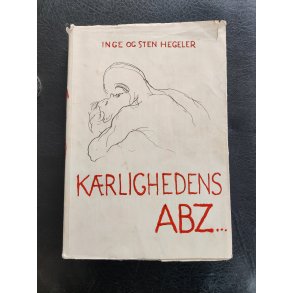 INGE OG STEN HEGELER
KÆRLIGHEDENS
ABZ...